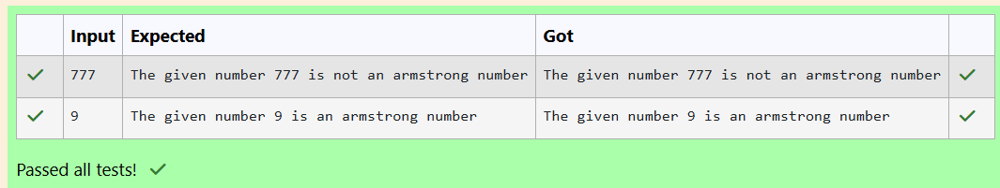 Input Expected Got
777 The given number 777 is not an armstrong number The given number 777 is not an armstrong number
9 The given number 9 is an armstrong number The given number 9 is an armstrong number
Passed all tests!